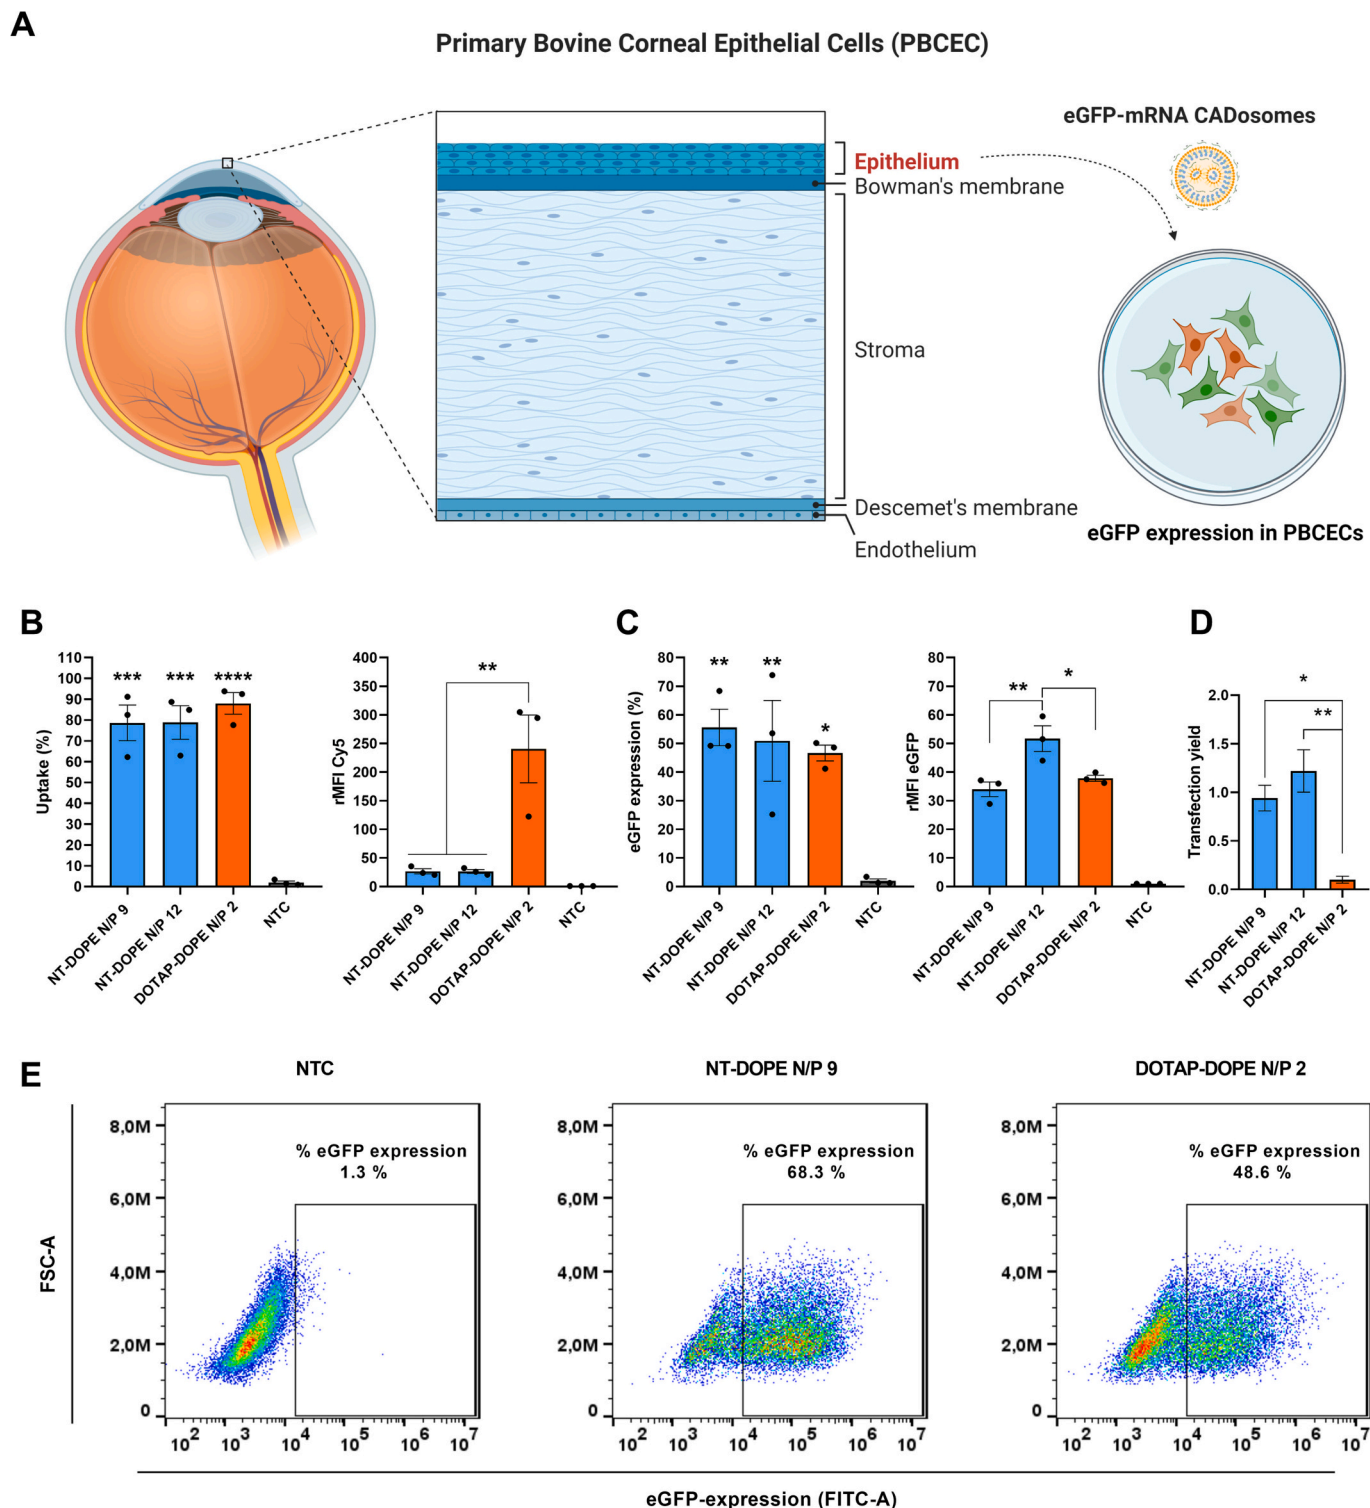 A
Primary Bovine Corneal Epithelial Cells (PBCEC)
eGFP-mRNA CADosomes
Epithelium
Bowman's membrane
Stroma
Descemet's membrane
Endothelium
eGFP expression in PBCECs
B
Uptake (%)
110
100
90
80
70
60
50
40
30
20
10
0
***
***
****
NT-DOPE N/P 9
NT-DOPE N/P 12
DOTAP-DOPE N/P 2
NTC
rMFI Cy5
400
350
300
250
200
150
100
50
0
**
NT-DOPE N/P 9
NT-DOPE N/P 12
DOTAP-DOPE N/P 2
NTC
C
eGFP expression (%)
80
70
60
50
40
30
20
10
0
**
**
*
NT-DOPE N/P 9
NT-DOPE N/P 12
DOTAP-DOPE N/P 2
NTC
rMFI eGFP
80
70
60
50
40
30
20
10
0
**
*
NT-DOPE N/P 9
NT-DOPE N/P 12
DOTAP-DOPE N/P 2
NTC
D
Transfection yield
2.0
1.5
1.0
0.5
0.0
*
**
NT-DOPE N/P 9
NT-DOPE N/P 12
DOTAP-DOPE N/P 2
E
FSC-A
NTC
8,0M
6,0M
4,0M
2,0M
0
% eGFP expression
1.3 %
10² 10³ 10⁴ 10⁵ 10⁶ 10⁷
NT-DOPE N/P 9
8,0M
6,0M
4,0M
2,0M
0
% eGFP expression
68.3 %
10² 10³ 10⁴ 10⁵ 10⁶ 10⁷
DOTAP-DOPE N/P 2
8,0M
6,0M
4,0M
2,0M
0
% eGFP expression
48.6 %
10² 10³ 10⁴ 10⁵ 10⁶ 10⁷
eGFP-expression (FITC-A)